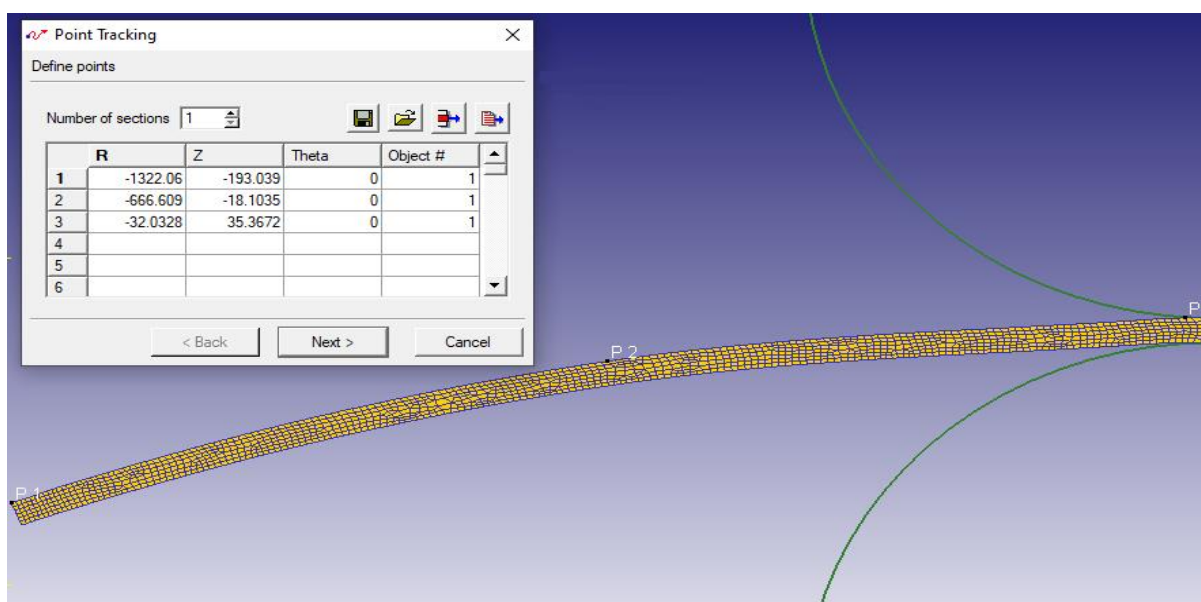 Point Tracking
Define points
Number of sections 1
R Z Theta Object #
1 -1322.06 -193.039 0 1
2 -666.609 -18.1035 0 1
3 -32.0328 35.3672 0 1
4
5
6
< Back Next > Cancel
P
P 2
P 1